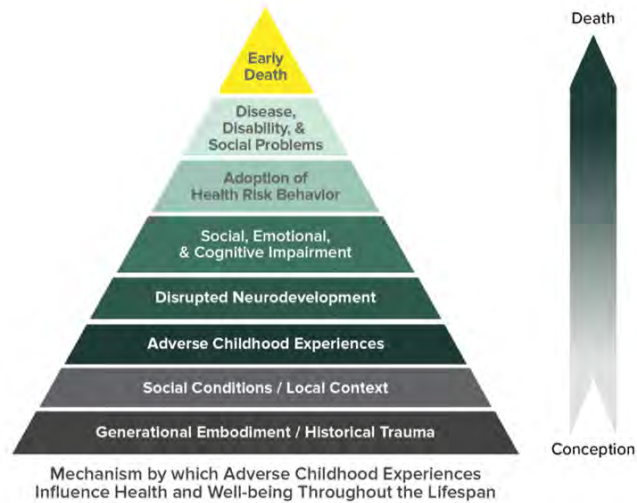 Death
Early
Death
Disease,
Disability, &
Social Problems
Adoption of
Health Risk Behavior
Social, Emotional,
& Cognitive Impairment
Disrupted Neurodevelopment
Adverse Childhood Experiences
Social Conditions / Local Context
Generational Embodiment / Historical Trauma
Conception
Mechanism by which Adverse Childhood Experiences
Influence Health and Well-being Throughout the Lifespan